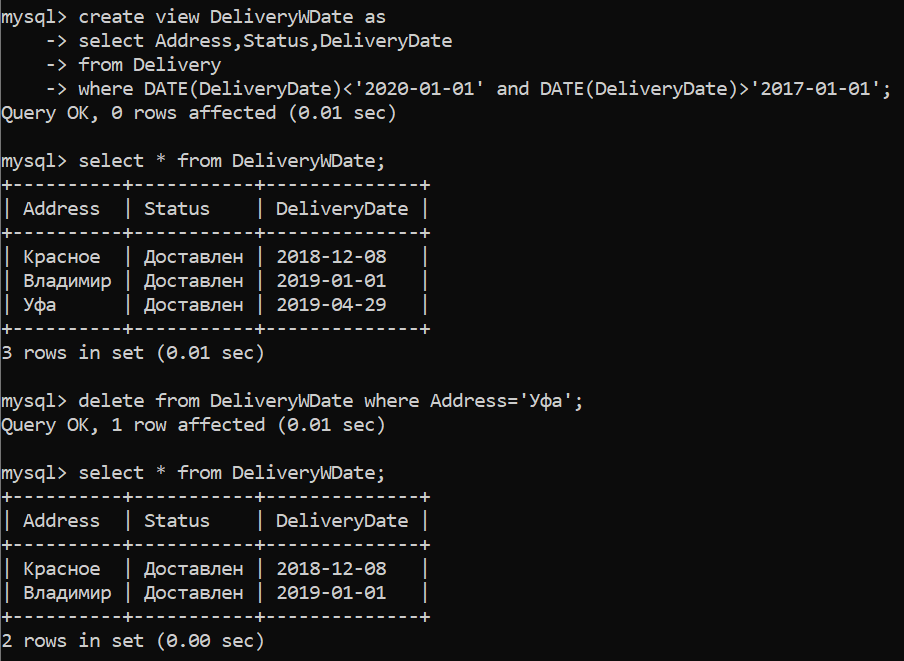 mysql> create view DeliveryWDate as
    -> select Address,Status,DeliveryDate
    -> from Delivery
    -> where DATE(DeliveryDate)<'2020-01-01' and DATE(DeliveryDate)>'2017-01-01';
Query OK, 0 rows affected (0.01 sec)

mysql> select * from DeliveryWDate;
+----------+-----------+--------------+
| Address  | Status    | DeliveryDate |
+----------+-----------+--------------+
| Красное  | Доставлен | 2018-12-08   |
| Владимир | Доставлен | 2019-01-01   |
| Уфа      | Доставлен | 2019-04-29   |
+----------+-----------+--------------+
3 rows in set (0.01 sec)

mysql> delete from DeliveryWDate where Address='Уфа';
Query OK, 1 row affected (0.01 sec)

mysql> select * from DeliveryWDate;
+----------+-----------+--------------+
| Address  | Status    | DeliveryDate |
+----------+-----------+--------------+
| Красное  | Доставлен | 2018-12-08   |
| Владимир | Доставлен | 2019-01-01   |
+----------+-----------+--------------+
2 rows in set (0.00 sec)